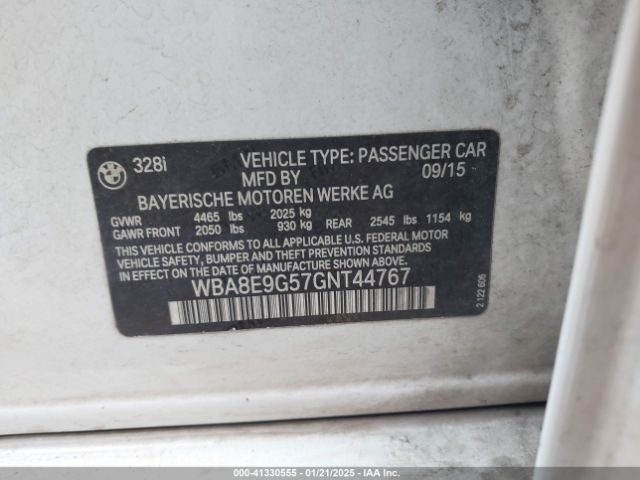 328i VEHICLE TYPE: PASSENGER CAR
MFD BY 09/15
BAYERISCHE MOTOREN WERKE AG
GVWR 4465 lbs 2025 kg
GAWR FRONT 2050 lbs 930 kg REAR 2545 lbs 1154 kg
THIS VEHICLE CONFORMS TO ALL APPLICABLE U.S. FEDERAL MOTOR
VEHICLE SAFETY, BUMPER, AND THEFT PREVENTION STANDARDS
IN EFFECT ON THE DATE OF MANUFACTURE SHOWN ABOVE.
WBA8E9G57GNT44767
2 122 605
000-41330555 - 01/21/2025 - IAA Inc.